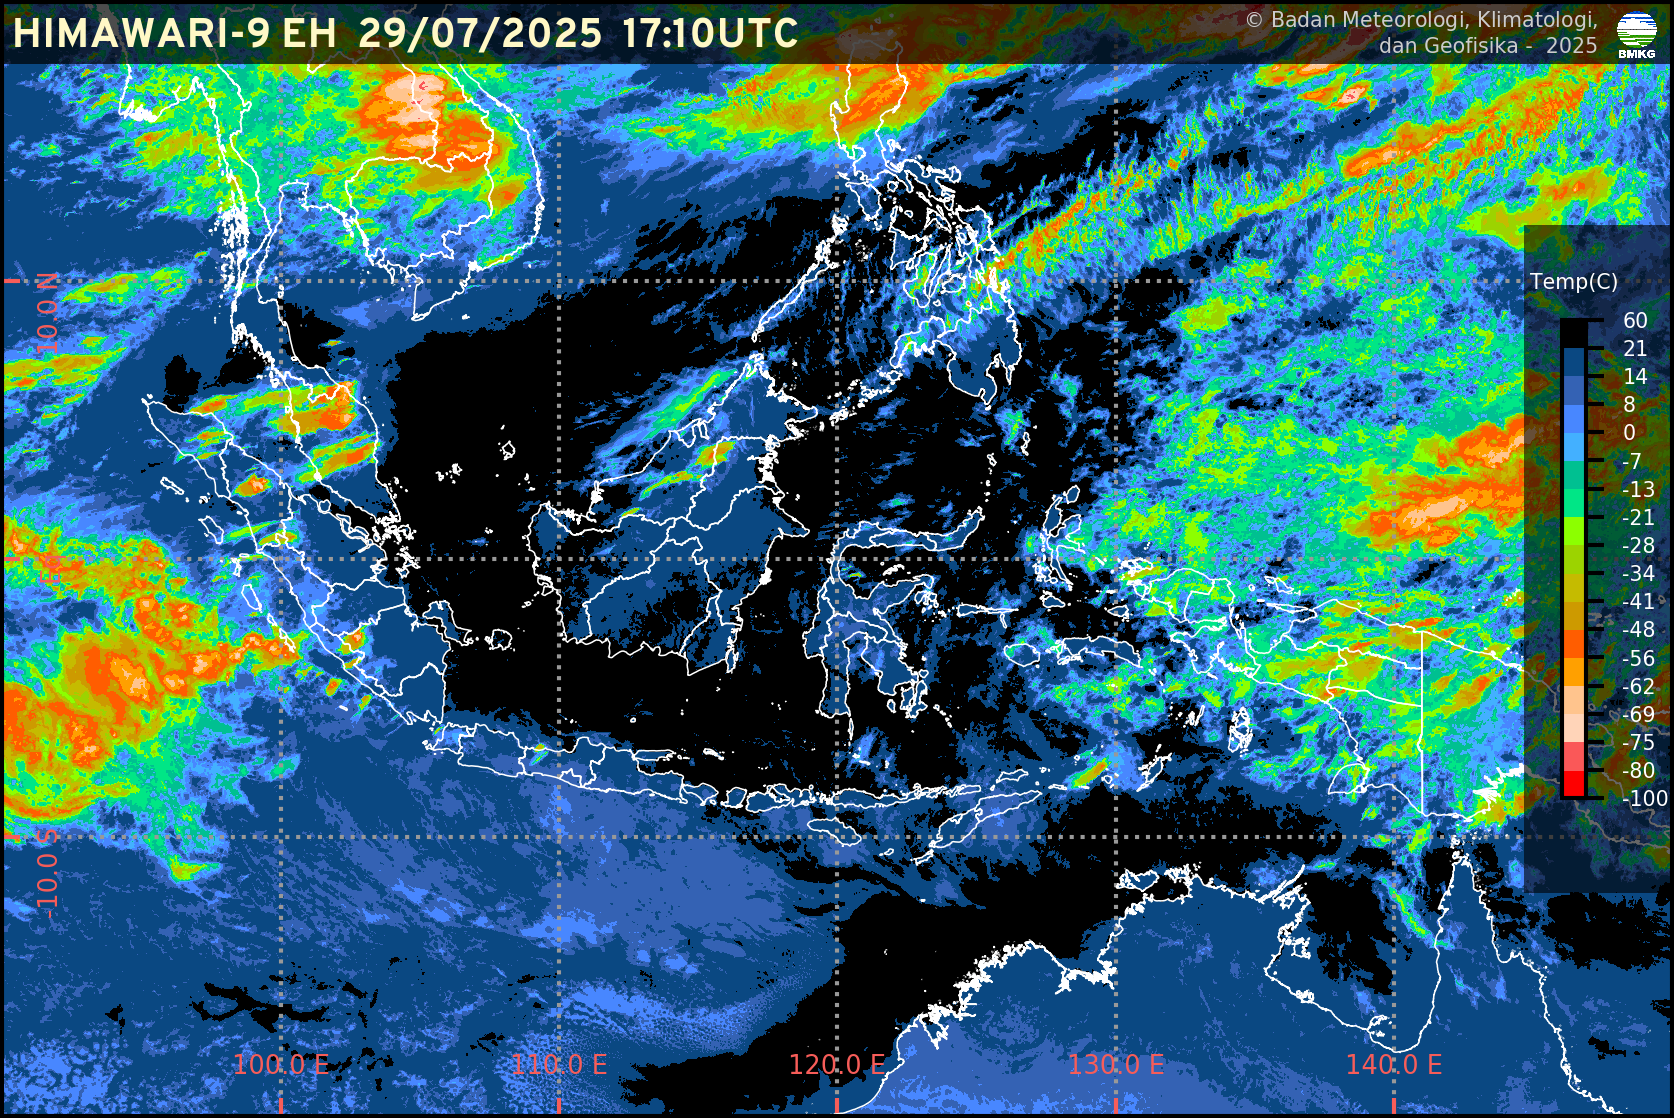 HIMAWARI-9 EH 29/07/2025 17:10UTC
© Badan Meteorologi, Klimatologi,
dan Geofisika - 2025
BMKG
Temp(C)
60
21
14
8
0
-7
-13
-21
-28
-34
-41
-48
-56
-62
-69
-75
-80
-100
10.0 N
-10.0 S
100.0 E
110.0 E
120.0 E
130.0 E
140.0 E